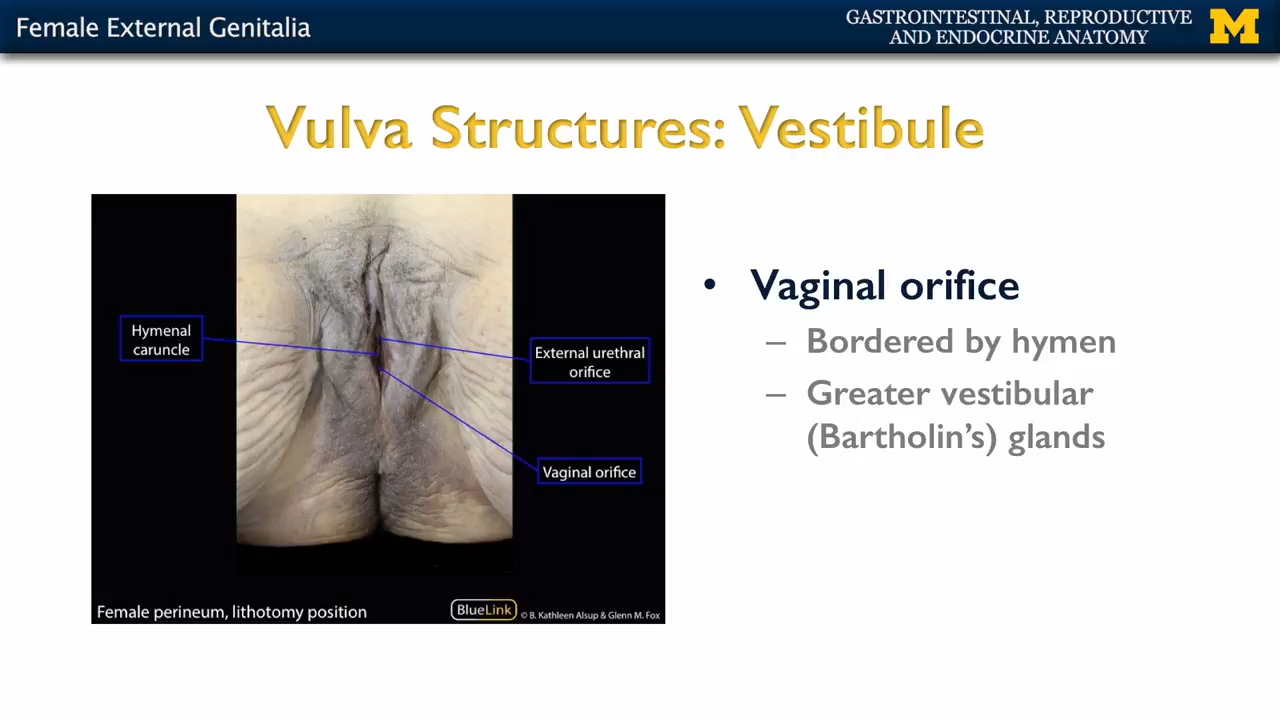 Female External Genitalia
GASTROINTESTINAL, REPRODUCTIVE
AND ENDOCRINE ANATOMY
M
Vulva Structures: Vestibule
Hymenal
caruncle
External urethral
orifice
Vaginal orifice
Female perineum, lithotomy position
BlueLink
© B. Kathleen Alsup & Glenn M. Fox
• Vaginal orifice
– Bordered by hymen
– Greater vestibular
(Bartholin’s) glands